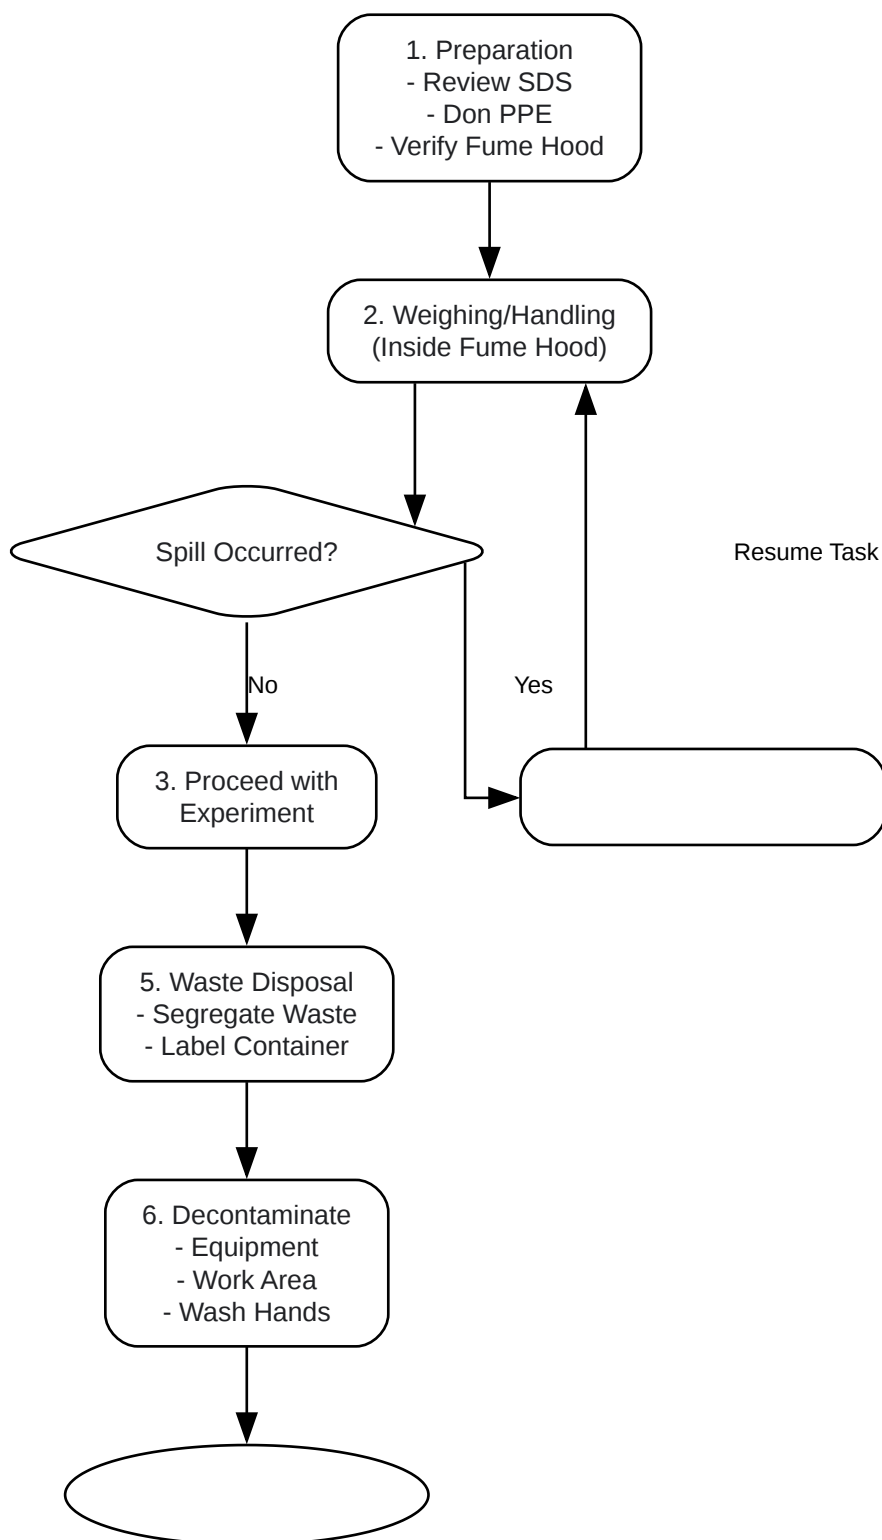 1. Preparation
- Review SDS
- Don PPE
- Verify Fume Hood
2. Weighing/Handling
(Inside Fume Hood)
Spill Occurred?
Resume Task
No
Yes
3. Proceed with
Experiment
5. Waste Disposal
- Segregate Waste
- Label Container
6. Decontaminate
- Equipment
- Work Area
- Wash Hands